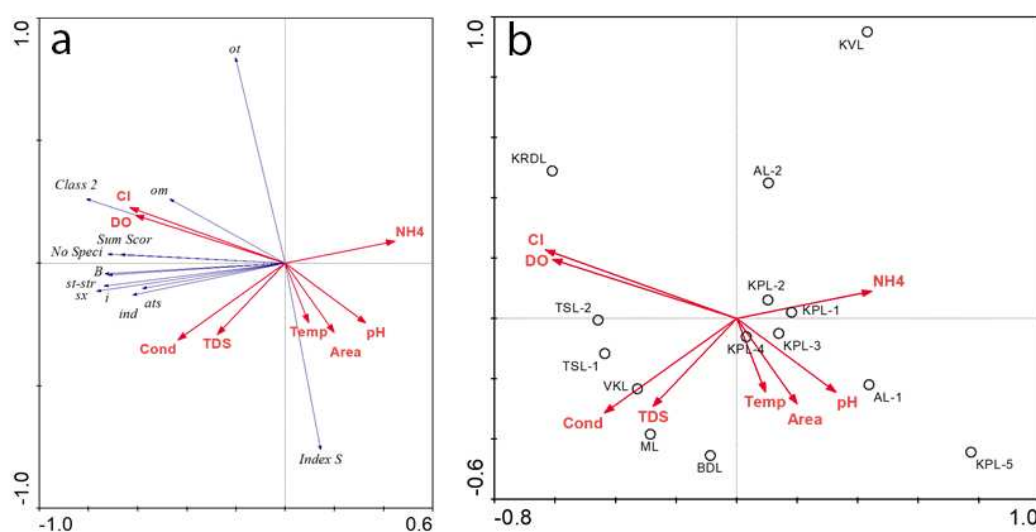 a
1.0
ot
Class 2
Cl
om
DO
NH4
Sum Scor
No Speci
B
st-str
sx
i
ats
ind
Temp
pH
Cond
TDS
Area
Index S
-1.0
-1.0
0.6
b
1.0
KVL
KRDL
AL-2
Cl
DO
KPL-2
NH4
TSL-2
KPL-1
KPL-4
KPL-3
TSL-1
VKL
Temp
pH
AL-1
Cond
TDS
Area
ML
BDL
KPL-5
-0.6
-0.8
1.0